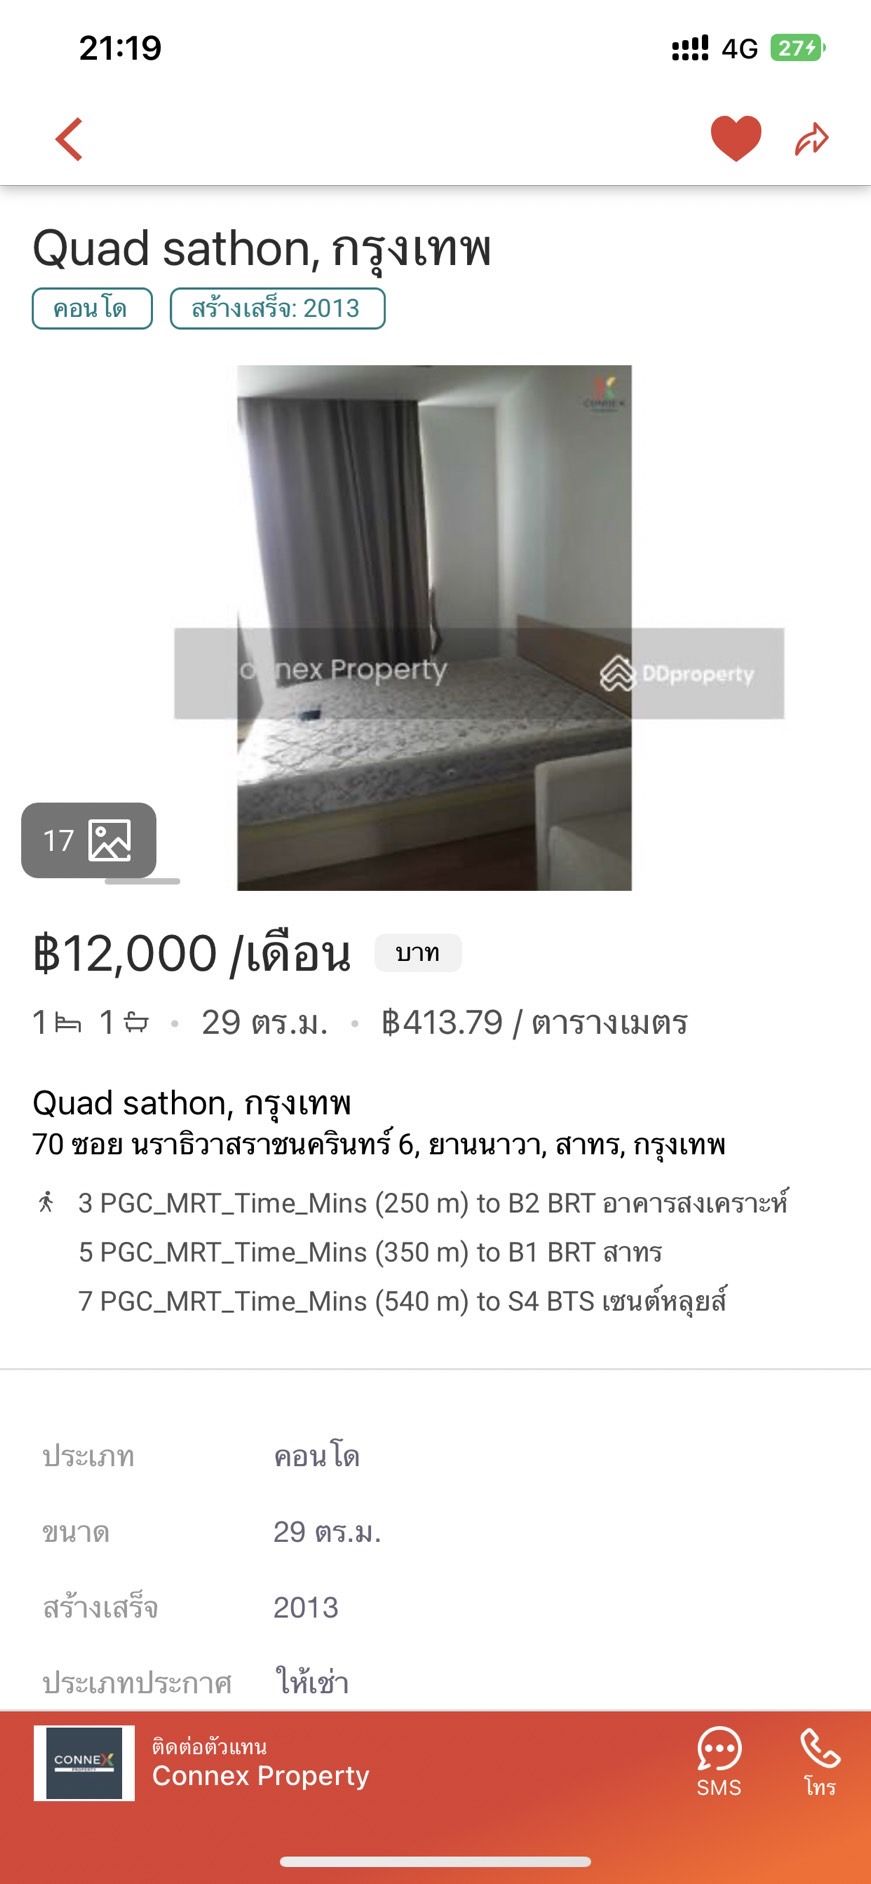 21:19
4G 27
Quad sathon, กรุงเทพ
คอนโด
สร้างเสร็จ: 2013
CONNEX
onnex Property
DDproperty
17
฿12,000 /เดือน บาท
1 1 • 29 ตร.ม. • ฿413.79 / ตารางเมตร
Quad sathon, กรุงเทพ
70 ซอย นราธิวาสราชนครินทร์ 6, ยานนาวา, สาทร, กรุงเทพ
3 PGC_MRT_Time_Mins (250 m) to B2 BRT อาคารสงเคราะห์
5 PGC_MRT_Time_Mins (350 m) to B1 BRT สาทร
7 PGC_MRT_Time_Mins (540 m) to S4 BTS เซนต์หลุยส์
ประเภท คอนโด
ขนาด 29 ตร.ม.
สร้างเสร็จ 2013
ประเภทประกาศ ให้เช่า
CONNEX
PROPERTY
ติดต่อตัวแทน
Connex Property
SMS
โทร